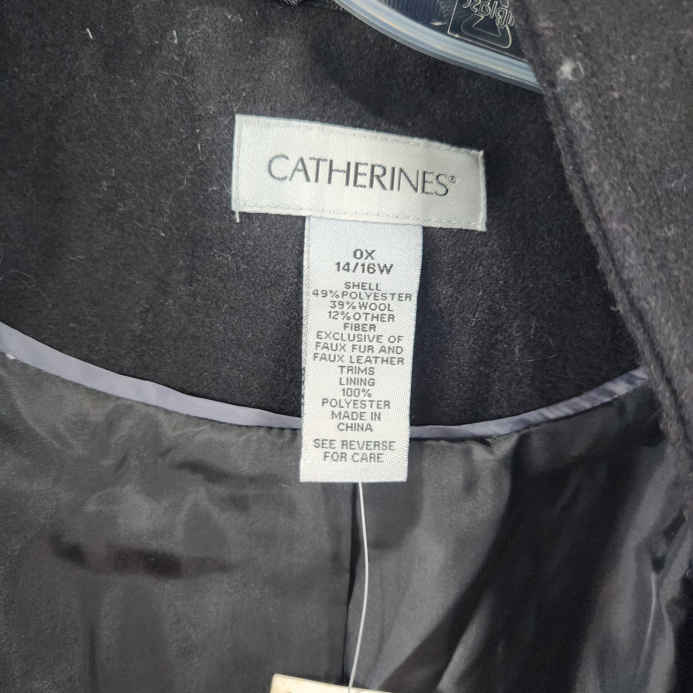 CATHERINES®
0X
14/16W
SHELL
49%POLYESTER
39%WOOL
12%OTHER
FIBER
EXCLUSIVE OF
FAUX FUR AND
FAUX LEATHER
TRIMS
LINING
100%
POLYESTER
MADE IN
CHINA
SEE REVERSE
FOR CARE